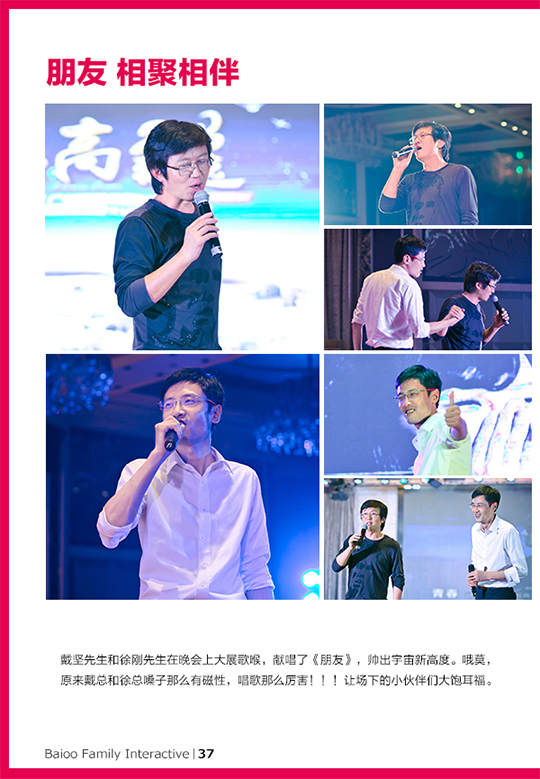 朋友 相聚相伴
青春
戴坚先生和徐刚先生在晚会上大展歌喉，献唱了《朋友》，帅出宇宙新高度。哦莫，
原来戴总和徐总嗓子那么有磁性，唱歌那么厉害！！！让场下的小伙伴们大饱耳福。
Baioo Family Interactive | 37